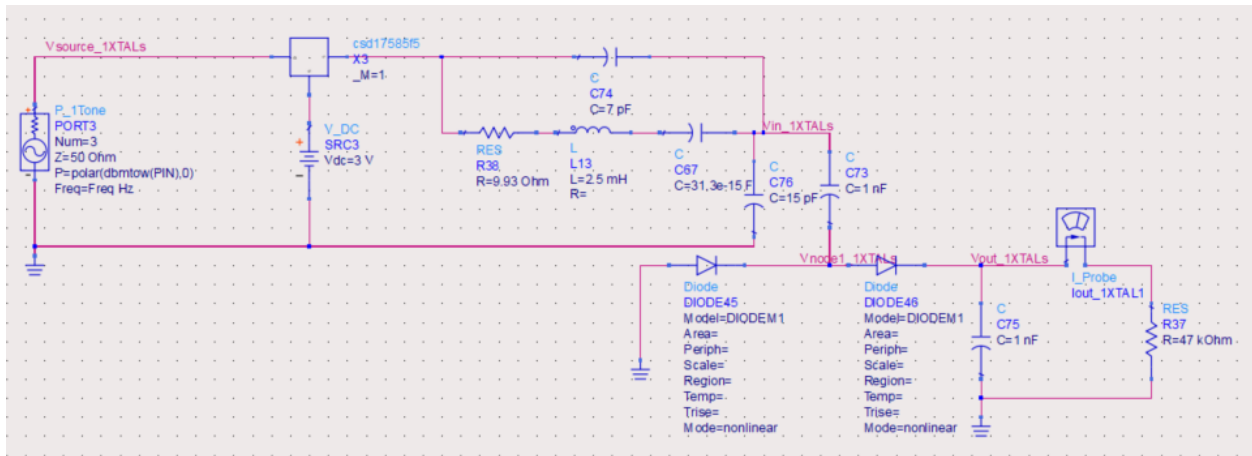 Vsource_1XTALs
csd17585f5
X3
_M=1
P_1Tone
PORT3
Num=3
Z=50 Ohm
P=polar(dbmtow(PIN),0)
Freq=Freq Hz
V_DC
SRC3
Vdc=3 V
C
C74
C=7 pF
RES
R38
R=9.93 Ohm
L
L13
L=2.5 mH
R=
C
C67
C=31.3e-15 F
Vin_1XTALs
C
C76
C=15 pF
C
C73
C=1 nF
Vnode1_1XTALs
Vout_1XTALs
I_Probe
Iout_1XTAL1
Diode
DIODE45
Model=DIODEM1
Area=
Periph=
Scale=
Region=
Temp=
Trise=
Mode=nonlinear
Diode
DIODE46
Model=DIODEM1
Area=
Periph=
Scale=
Region=
Temp=
Trise=
Mode=nonlinear
C
C75
C=1 nF
RES
R37
R=47 kOhm